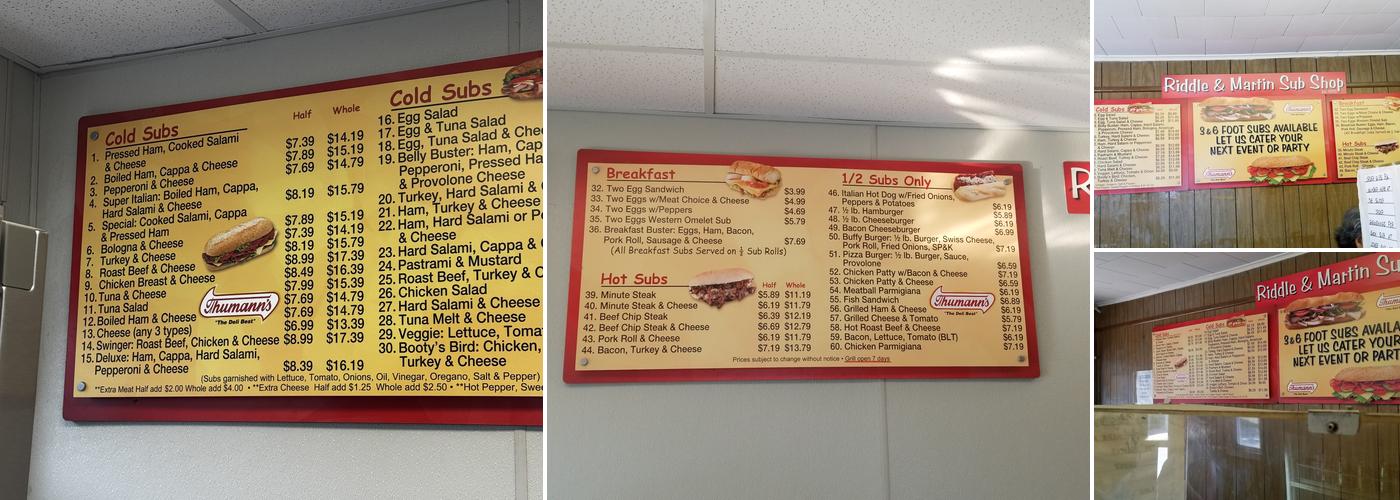 Cold Subs
Half Whole
1. Pressed Ham, Cooked Salami
& Cheese $7.39 $14.19
2. Boiled Ham, Cappa & Cheese $7.89 $15.19
3. Pepperoni & Cheese $7.69 $14.79
4. Super Italian: Boiled Ham, Cappa,
Hard Salami & Cheese $8.19 $15.79
5. Special: Cooked Salami, Cappa
& Pressed Ham $7.89 $15.19
6. Bologna & Cheese $7.39 $14.19
7. Turkey & Cheese $8.19 $15.79
8. Roast Beef & Cheese $8.99 $17.39
9. Chicken Breast & Cheese $8.49 $16.39
10. Tuna & Cheese $7.99 $15.39
11. Tuna Salad $7.69 $14.79
12. Boiled Ham & Cheese $7.69 $14.79
13. Cheese (any 3 types) $6.99 $13.39
14. Swinger: Roast Beef, Chicken & Cheese $8.99 $17.39
15. Deluxe: Ham, Cappa, Hard Salami,
Pepperoni & Cheese $8.39 $16.19
Thumann's
"The Deli Best"
Cold Subs
16. Egg Salad
17. Egg & Tuna Salad
18. Egg, Tuna Salad & Chee
19. Belly Buster: Ham, Cap
Pepperoni, Pressed Ha
& Provolone Cheese
20. Turkey, Hard Salami &
21. Ham, Turkey & Cheese
22. Ham, Hard Salami or Pe
& Cheese
23. Hard Salami, Cappa & C
24. Pastrami & Mustard
25. Roast Beef, Turkey & C
26. Chicken Salad
27. Hard Salami & Cheese
28. Tuna Melt & Cheese
29. Veggie: Lettuce, Tomat
30. Booty's Bird: Chicken,
Turkey & Cheese
(Subs garnished with Lettuce, Tomato, Onions, Oil, Vinegar, Oregano, Salt & Pepper)
**Extra Meat Half add $2.00 Whole add $4.00 • **Extra Cheese Half add $1.25 Whole add $2.50 • **Hot Pepper, Swee
Breakfast
32. Two Egg Sandwich $3.99
33. Two Eggs w/Meat Choice & Cheese $4.99
34. Two Eggs w/Peppers $4.69
35. Two Eggs Western Omelet Sub $5.79
36. Breakfast Buster: Eggs, Ham, Bacon,
Pork Roll, Sausage & Cheese $7.69
(All Breakfast Subs Served on ½ Sub Rolls)
Hot Subs
Half Whole
39. Minute Steak $5.89 $11.19
40. Minute Steak & Cheese $6.19 $11.79
41. Beef Chip Steak $6.39 $12.19
42. Beef Chip Steak & Cheese $6.69 $12.79
43. Pork Roll & Cheese $6.19 $11.79
44. Bacon, Turkey & Cheese $7.19 $13.79
1/2 Subs Only
46. Italian Hot Dog w/Fried Onions,
Peppers & Potatoes $6.19
47. ½ lb. Hamburger $5.89
48. ½ lb. Cheeseburger $6.19
49. Bacon Cheeseburger $6.99
50. Buffy Burger: ½ lb. Burger, Swiss Cheese,
Pork Roll, Fried Onions, SP&K $7.19
51. Pizza Burger: ½ lb. Burger, Sauce,
Provolone $6.59
52. Chicken Patty w/Bacon & Cheese $7.19
53. Chicken Patty & Cheese $6.59
54. Meatball Parmigiana $6.19
55. Fish Sandwich $6.89
56. Grilled Ham & Cheese $6.19
57. Grilled Cheese & Tomato $5.79
58. Hot Roast Beef & Cheese $7.19
59. Bacon, Lettuce, Tomato (BLT) $6.19
60. Chicken Parmigiana $7.19
Thumann's
"The Deli Best"
Prices subject to change without notice • Grill open 7 days
R
Riddle & Martin Sub Shop
Cold Subs
Thumann's
3 & 6 FOOT SUBS AVAILABLE
LET US CATER YOUR
NEXT EVENT OR PARTY
Breakfast
Hot Subs
Riddle & Martin Su
Cold Subs
3 & 6 FOOT SUBS AVAILA
LET US CATER YOUR
NEXT EVENT OR PART
Thumann's